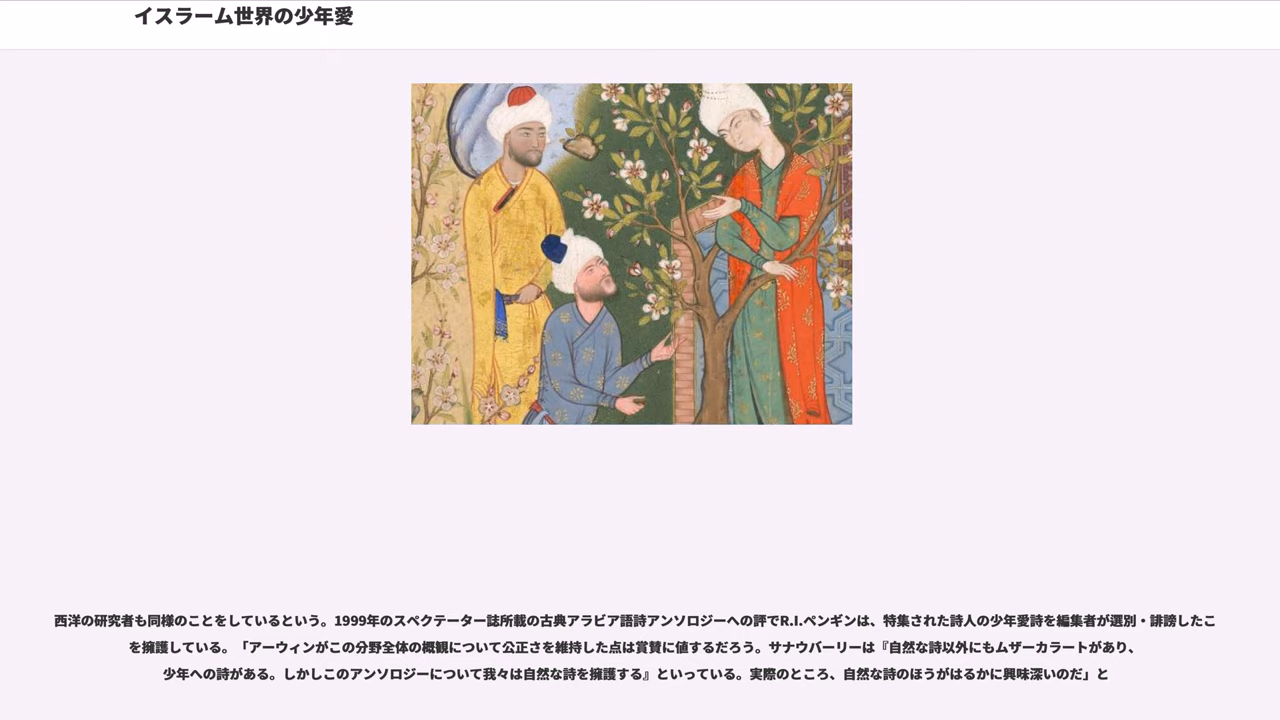 イスラーム世界の少年愛
西洋の研究者も同様のことをしているという。1999年のスペクテーター誌所載の古典アラビア語詩アンソロジーへの評でR.I.ペンギンは、特集された詩人の少年愛詩を編集者が選別・誹謗したこ
を擁護している。「アーウィンがこの分野全体の概観について公正さを維持した点は賞賛に値するだろう。サナウバーリーは『自然な詩以外にもムザーカラートがあり、
少年への詩がある。しかしこのアンソロジーについて我々は自然な詩を擁護する』といっている。実際のところ、自然な詩のほうがはるかに興味深いのだ」と